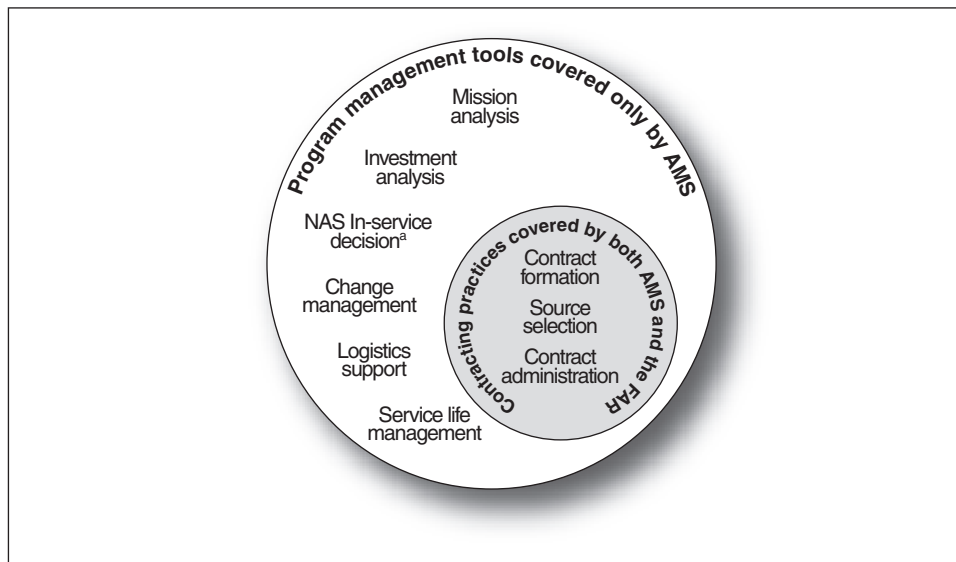 Program management tools covered only by AMS
Mission
analysis
Investment
analysis
NAS In-service
decisionᵃ
Change
management
Logistics
support
Service life
management
Contracting practices covered by both AMS and the FAR
Contract
formation
Source
selection
Contract
administration